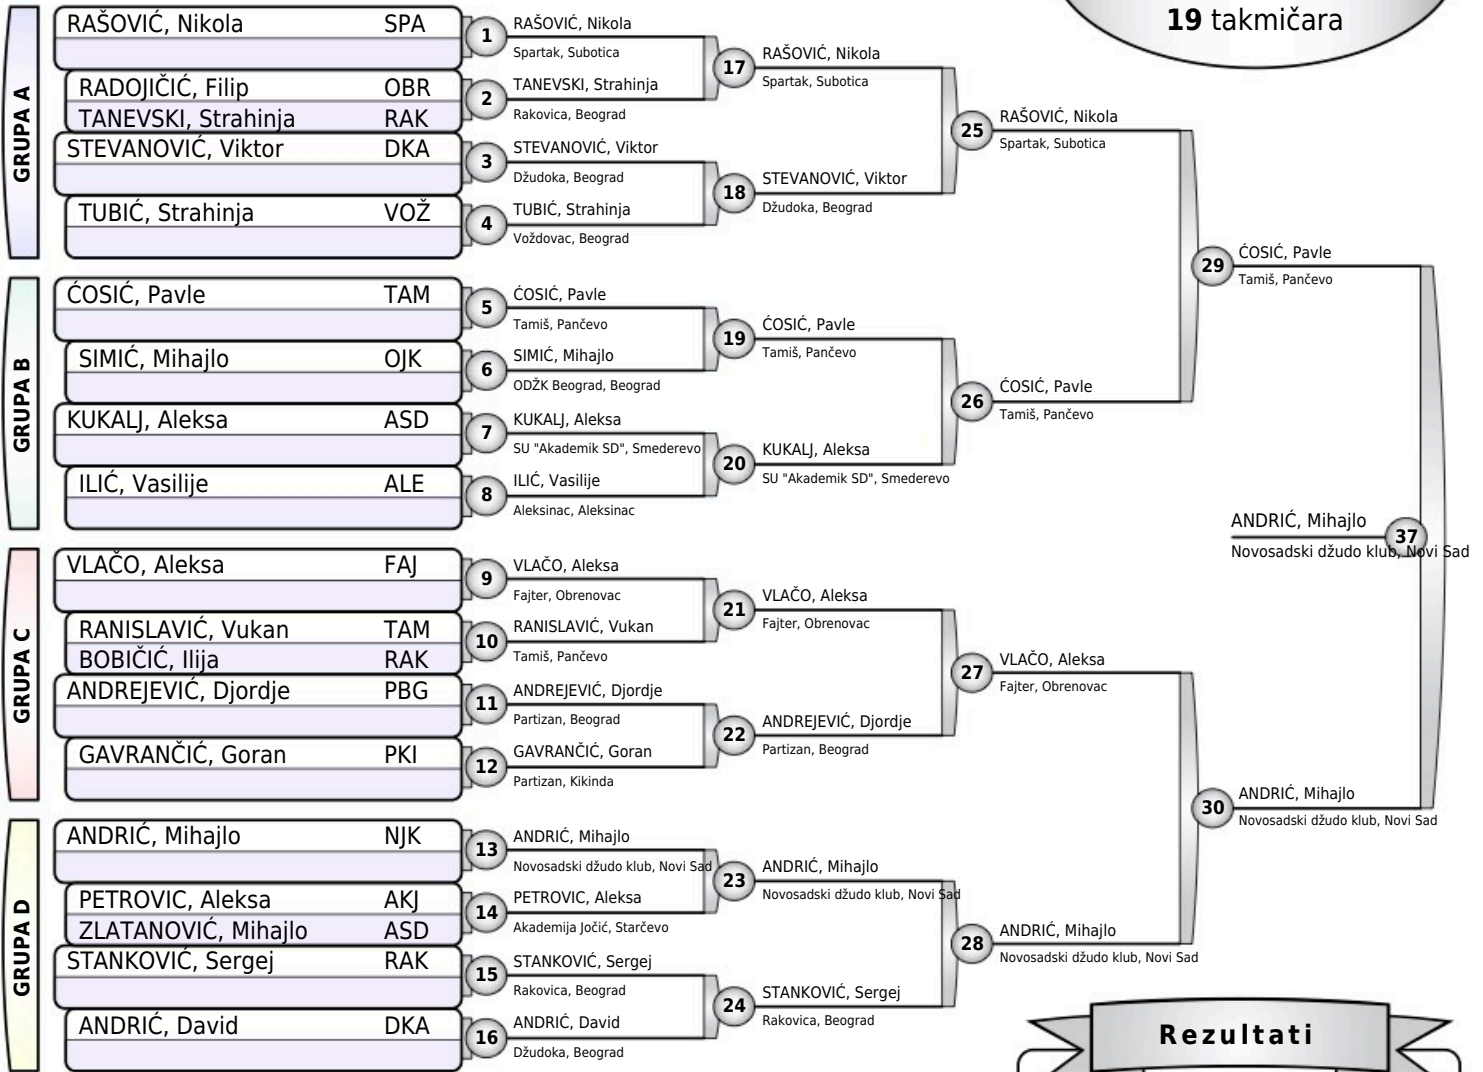 19 takmičara
GRUPA A
RAŠOVIĆ, Nikola SPA
RADOJIČIĆ, Filip OBR
TANEVSKI, Strahinja RAK
STEVANOVIĆ, Viktor DKA
TUBIĆ, Strahinja VOŽ
GRUPA B
ĆOSIĆ, Pavle TAM
SIMIĆ, Mihajlo OJK
KUKALJ, Aleksa ASD
ILIĆ, Vasilije ALE
GRUPA C
VLAČO, Aleksa FAJ
RANISLAVIĆ, Vukan TAM
BOBIČIĆ, Ilija RAK
ANDREJEVIĆ, Djordje PBG
GAVRANČIĆ, Goran PKI
GRUPA D
ANDRIĆ, Mihajlo NJK
PETROVIC, Aleksa AKJ
ZLATANOVIĆ, Mihajlo ASD
STANKOVIĆ, Sergej RAK
ANDRIĆ, David DKA
1 RAŠOVIĆ, Nikola
Spartak, Subotica
2 TANEVSKI, Strahinja
Rakovica, Beograd
3 STEVANOVIĆ, Viktor
Džudoka, Beograd
4 TUBIĆ, Strahinja
Voždovac, Beograd
5 ĆOSIĆ, Pavle
Tamiš, Pančevo
6 SIMIĆ, Mihajlo
ODŽK Beograd, Beograd
7 KUKALJ, Aleksa
SU "Akademik SD", Smederevo
8 ILIĆ, Vasilije
Aleksinac, Aleksinac
9 VLAČO, Aleksa
Fajter, Obrenovac
10 RANISLAVIĆ, Vukan
Tamiš, Pančevo
11 ANDREJEVIĆ, Djordje
Partizan, Beograd
12 GAVRANČIĆ, Goran
Partizan, Kikinda
13 ANDRIĆ, Mihajlo
Novosadski džudo klub, Novi Sad
14 PETROVIC, Aleksa
Akademija Jočić, Starčevo
15 STANKOVIĆ, Sergej
Rakovica, Beograd
16 ANDRIĆ, David
Džudoka, Beograd
17 RAŠOVIĆ, Nikola
Spartak, Subotica
18 STEVANOVIĆ, Viktor
Džudoka, Beograd
19 ĆOSIĆ, Pavle
Tamiš, Pančevo
20 KUKALJ, Aleksa
SU "Akademik SD", Smederevo
21 VLAČO, Aleksa
Fajter, Obrenovac
22 ANDREJEVIĆ, Djordje
Partizan, Beograd
23 ANDRIĆ, Mihajlo
Novosadski džudo klub, Novi Sad
24 STANKOVIĆ, Sergej
Rakovica, Beograd
25 RAŠOVIĆ, Nikola
Spartak, Subotica
26 ĆOSIĆ, Pavle
Tamiš, Pančevo
27 VLAČO, Aleksa
Fajter, Obrenovac
28 ANDRIĆ, Mihajlo
Novosadski džudo klub, Novi Sad
29 ĆOSIĆ, Pavle
Tamiš, Pančevo
30 ANDRIĆ, Mihajlo
Novosadski džudo klub, Novi Sad
ANDRIĆ, Mihajlo 37
Novosadski džudo klub, Novi Sad
Rezultati